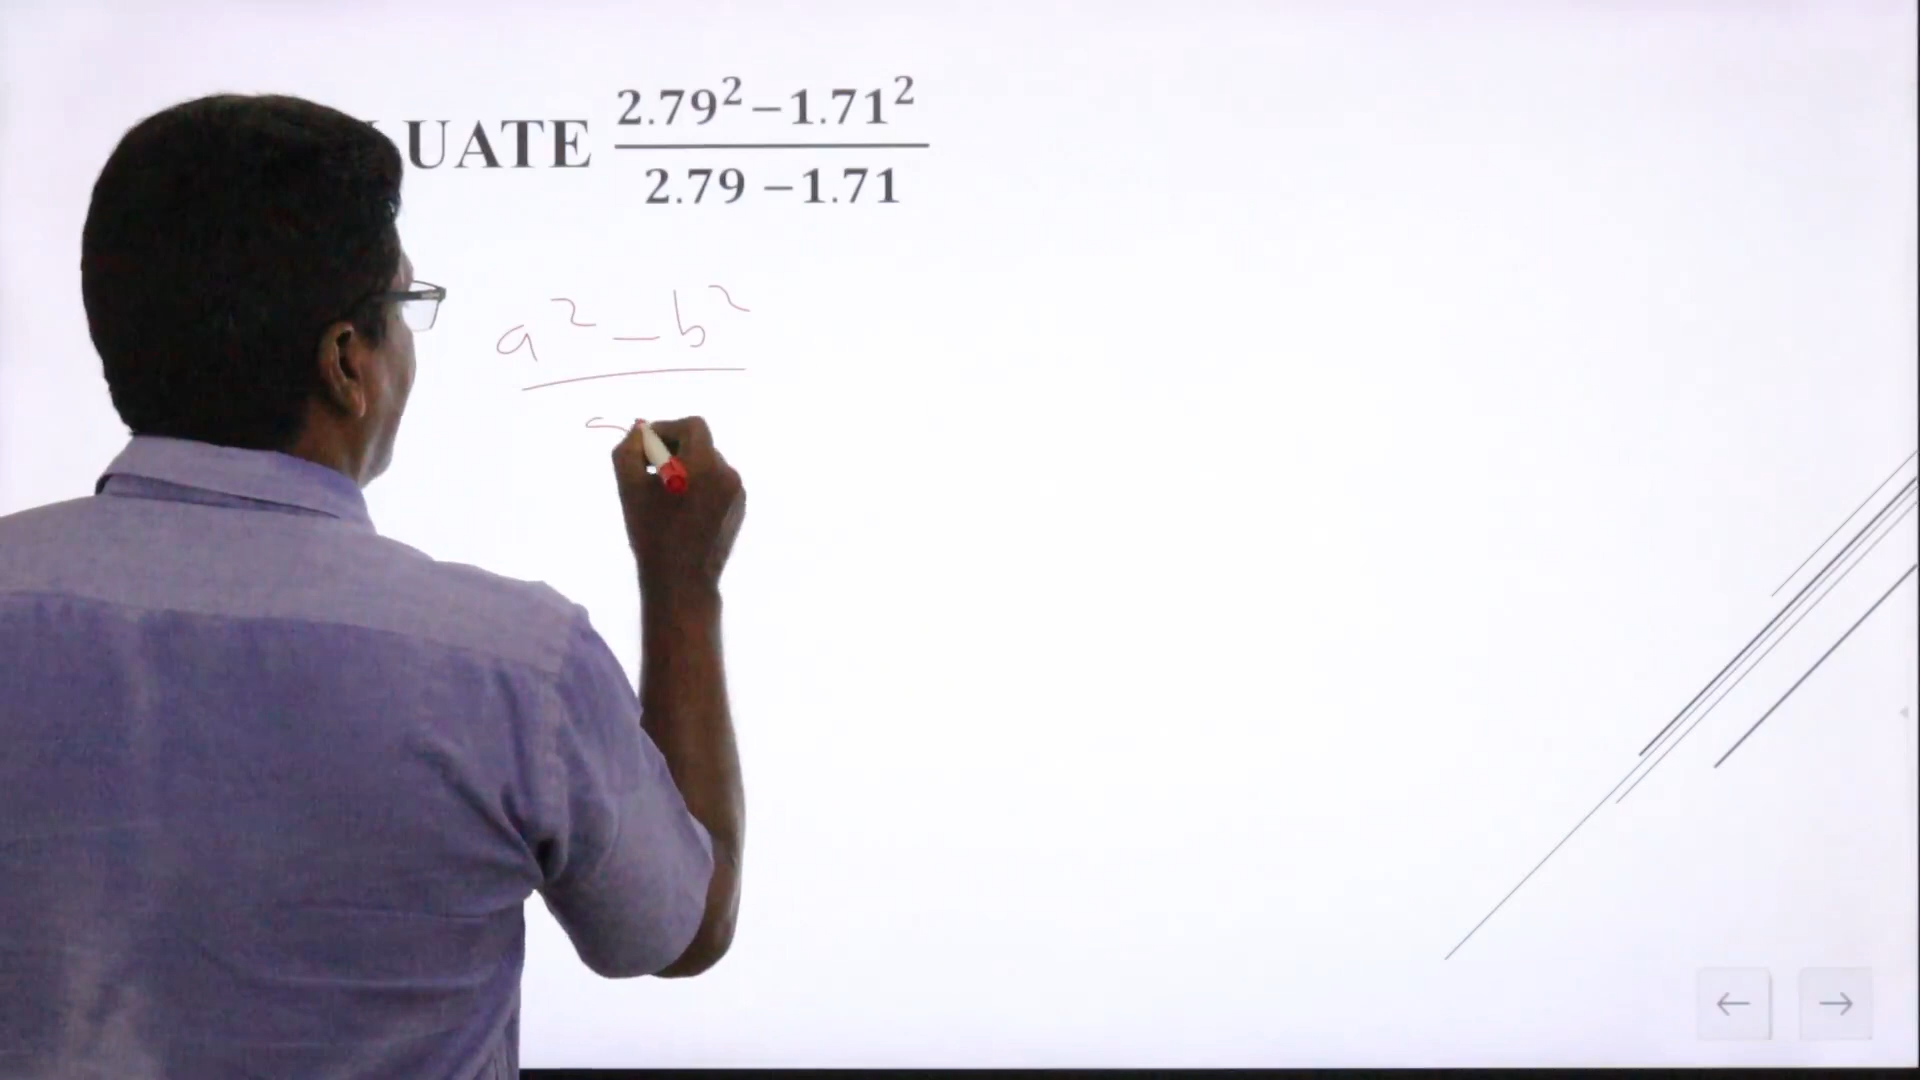 UATE 2.79² – 1.71² / 2.79 – 1.71
a² – b²